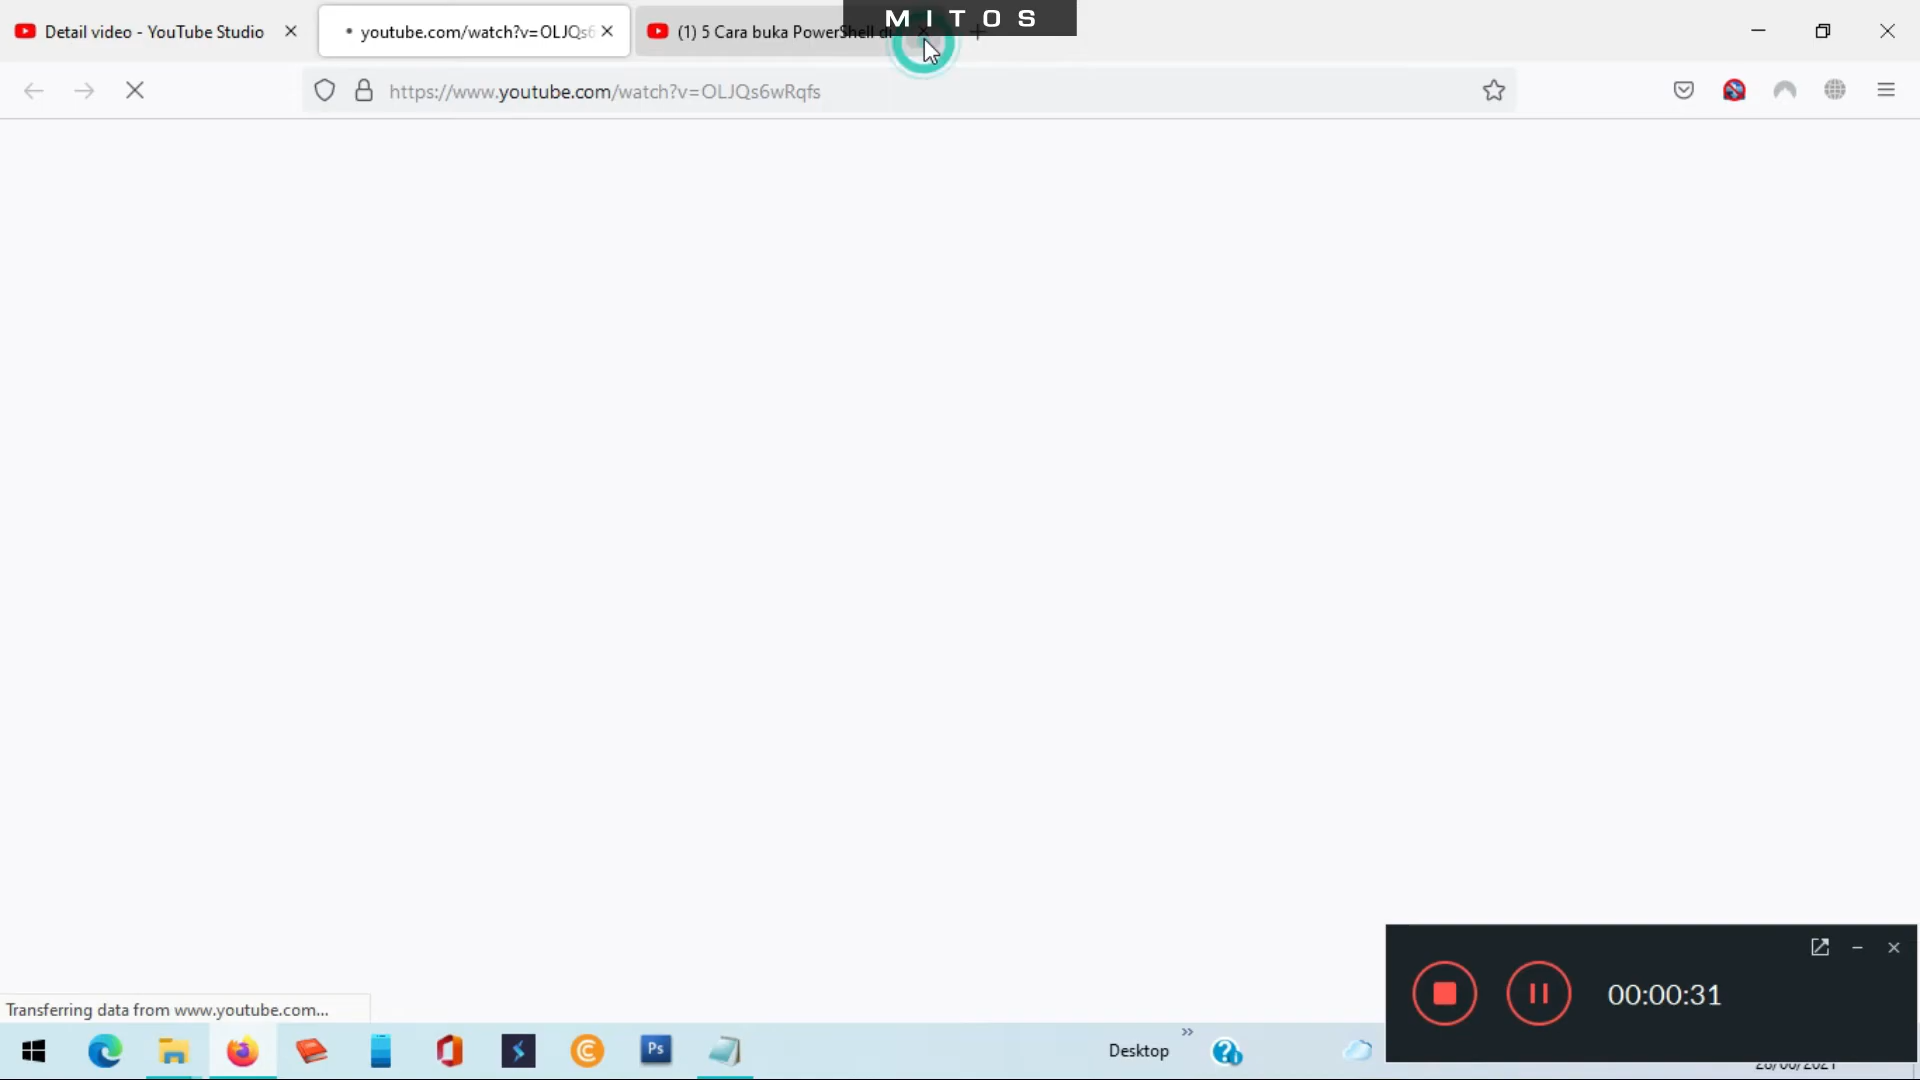 MITOS
Detail video - YouTube Studio
youtube.com/watch?v=OLJQs6
(1) 5 Cara buka PowerShell di
https://www.youtube.com/watch?v=OLJQs6wRqfs
00:00:31
Transferring data from www.youtube.com...
Ps
Desktop